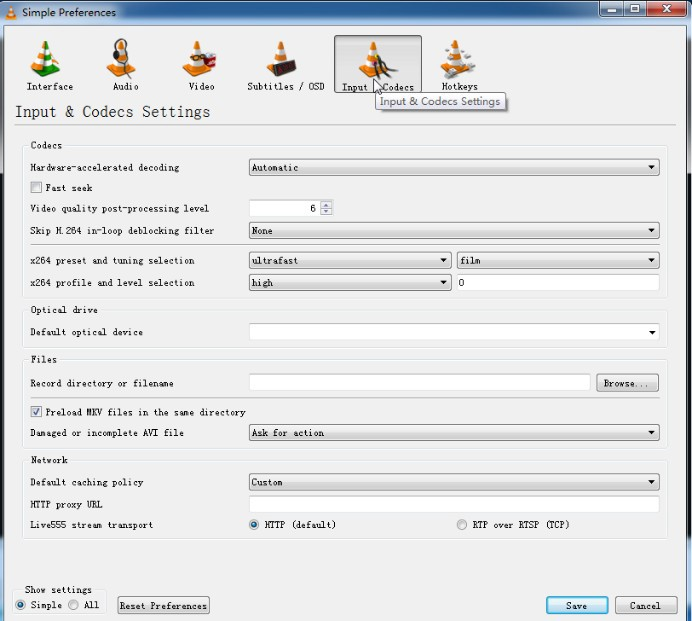 Simple Preferences
Interface Audio Video Subtitles / OSD Input & Codecs Hotkeys
Input & Codecs Settings
Input & Codecs Settings
Codecs
Hardware-accelerated decoding Automatic
Fast seek
Video quality post-processing level 6
Skip H.264 in-loop deblocking filter None
x264 preset and tuning selection ultrafast film
x264 profile and level selection high 0
Optical drive
Default optical device
Files
Record directory or filename Browse...
Preload MKV files in the same directory
Damaged or incomplete AVI file Ask for action
Network
Default caching policy Custom
HTTP proxy URL
Live555 stream transport HTTP (default) RTP over RTSP (TCP)
Show settings
Simple All Reset Preferences Save Cancel